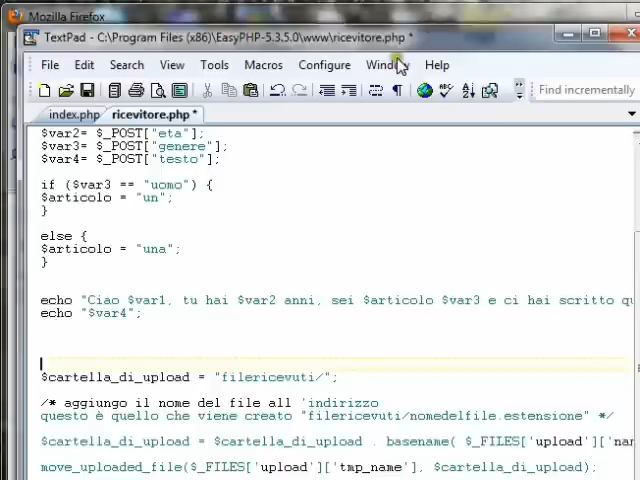 Mozilla Firefox
TextPad - C:\Program Files (x86)\EasyPHP-5.3.5.0\www\ricevitore.php *
File Edit Search View Tools Macros Configure Window Help
Find incrementally
index.php ricevitore.php *
$var2= $_POST["eta"];
$var3= $_POST["genere"];
$var4= $_POST["testo"];
if ($var3 == "uomo") {
$articolo = "un";
}
else {
$articolo = "una";
}
echo "Ciao $var1, tu hai $var2 anni, sei $articolo $var3 e ci hai scritto
echo "$var4";
$cartella_di_upload = "filericevuti/";
/* aggiungo il nome del file all 'indirizzo
questo è quello che viene creato "filericevuti/nomedelfile.estensione" */
$cartella_di_upload = $cartella_di_upload . basename( $_FILES['upload']['
move_uploaded_file($_FILES['upload']['tmp_name'], $cartella_di_upload);